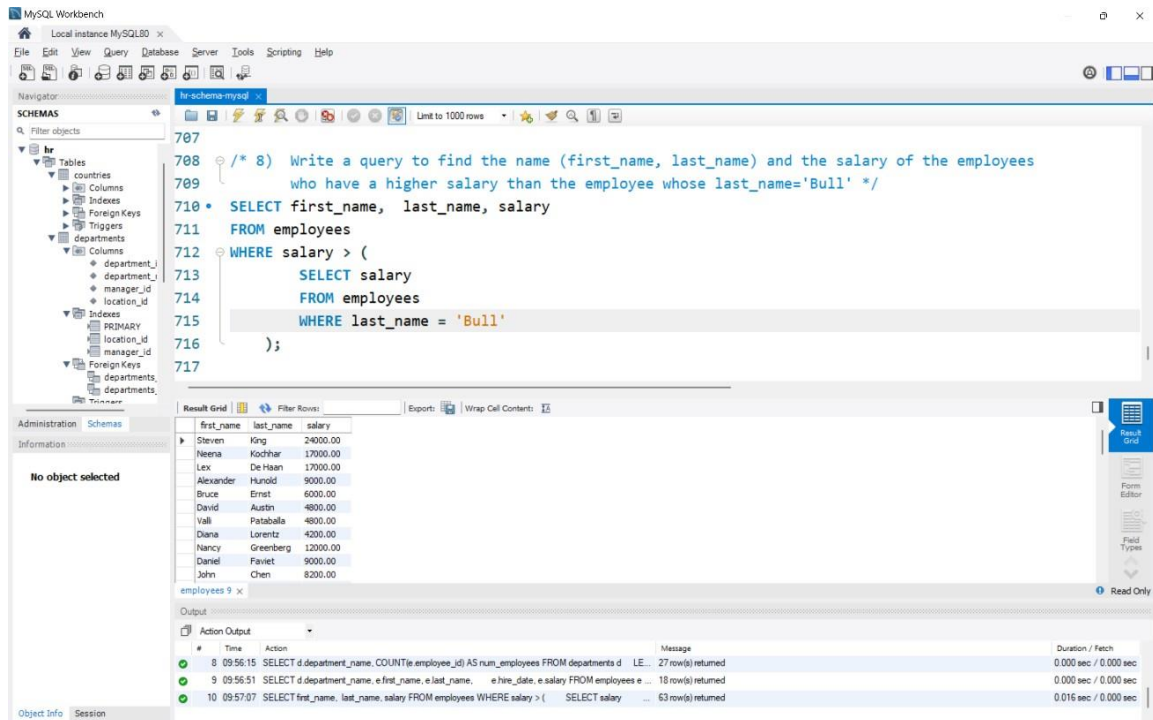 MySQL Workbench
Local instance MySQL80
File Edit View Query Database Server Tools Scripting Help
Navigator
SCHEMAS
Filter objects
hr
Tables
countries
Columns
Indexes
Foreign Keys
Triggers
departments
Columns
department_i
department_
manager_id
location_id
Indexes
PRIMARY
location_id
manager_id
Foreign Keys
departments_
departments_
Triggers
Administration Schemas
Information
No object selected
Object Info Session
hr-schema-mysql
Limit to 1000 rows
707
708 /* 8) Write a query to find the name (first_name, last_name) and the salary of the employees
709 who have a higher salary than the employee whose last_name='Bull' */
710 SELECT first_name, last_name, salary
711 FROM employees
712 WHERE salary > (
713 SELECT salary
714 FROM employees
715 WHERE last_name = 'Bull'
716 );
717
Result Grid Filter Rows: Export: Wrap Cell Content:
first_name last_name salary
Steven King 24000.00
Neena Kochhar 17000.00
Lex De Haan 17000.00
Alexander Hunold 9000.00
Bruce Ernst 6000.00
David Austin 4800.00
Valli Pataballa 4800.00
Diana Lorentz 4200.00
Nancy Greenberg 12000.00
Daniel Faviet 9000.00
John Chen 8200.00
Result Grid
Form Editor
Field Types
employees 9
Read Only
Output
Action Output
# Time Action Message Duration / Fetch
8 09:56:15 SELECT d.department_name, COUNT(e.employee_id) AS num_employees FROM departments d LE... 27 row(s) returned 0.000 sec / 0.000 sec
9 09:56:51 SELECT d.department_name, e.first_name, e.last_name, e.hire_date, e.salary FROM employees e ... 18 row(s) returned 0.000 sec / 0.000 sec
10 09:57:07 SELECT first_name, last_name, salary FROM employees WHERE salary > ( SELECT salary ... 63 row(s) returned 0.016 sec / 0.000 sec